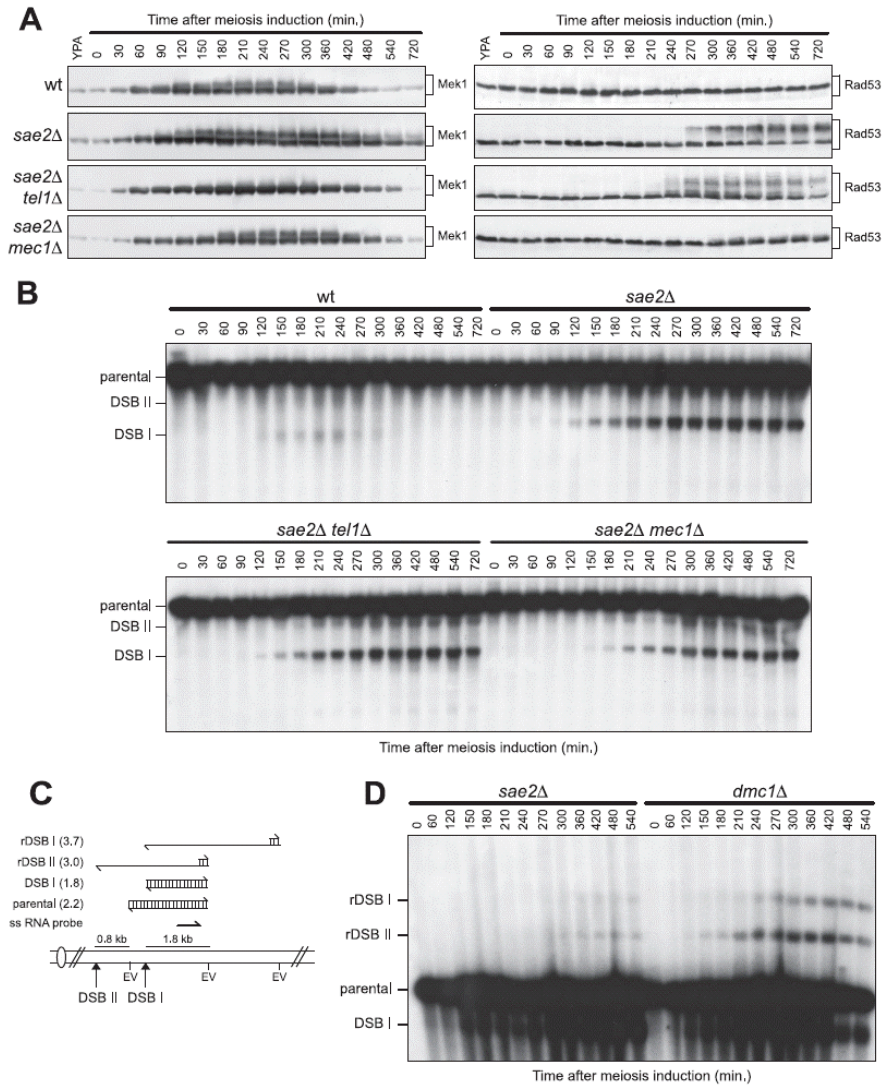 A
Time after meiosis induction (min.)
YPA 0 30 60 90 120 150 180 210 240 270 300 360 420 480 540 720
wt Mek1
sae2Δ Mek1
sae2Δ tel1Δ Mek1
sae2Δ mec1Δ Mek1
Time after meiosis induction (min.)
YPA 0 30 60 90 120 150 180 210 240 270 300 360 420 480 540 720
Rad53
Rad53
Rad53
Rad53
B
wt sae2Δ
0 30 60 90 120 150 180 210 240 270 300 360 420 480 540 720 0 30 60 90 120 150 180 210 240 270 300 360 420 480 540 720
parental
DSB II
DSB I
sae2Δ tel1Δ sae2Δ mec1Δ
0 30 60 90 120 150 180 210 240 270 300 360 420 480 540 720 0 30 60 90 120 150 180 210 240 270 300 360 420 480 540 720
parental
DSB II
DSB I
Time after meiosis induction (min.)
C
rDSB I (3.7)
rDSB II (3.0)
DSB I (1.8)
parental (2.2)
ss RNA probe
0.8 kb 1.8 kb
EV EV EV
DSB II DSB I
D
sae2Δ dmc1Δ
0 60 120 150 180 210 240 270 300 360 420 480 540 0 60 120 150 180 210 240 270 300 330 360 420 480 540
rDSB I
rDSB II
parental
DSB I
Time after meiosis induction (min.)